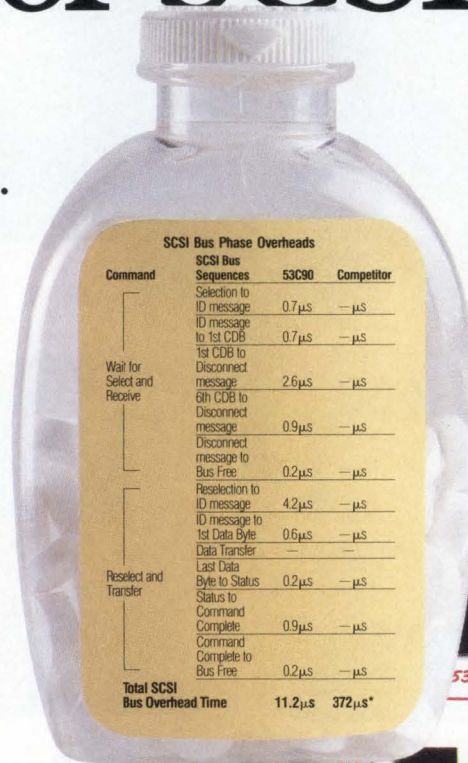 SCSI Bus Phase Overheads
Command SCSI Bus Sequences 53C90 Competitor
Wait for Select and Receive
Selection to ID message 0.7µs —µs
ID message to 1st CDB 0.7µs —µs
1st CDB to Disconnect message 2.6µs —µs
6th CDB to Disconnect message 0.9µs —µs
Disconnect message to Bus Free 0.2µs —µs
Reselect and Transfer
Reselection to ID message 4.2µs —µs
ID message to 1st Data Byte 0.6µs —µs
Data Transfer — —
Last Data Byte to Status 0.2µs —µs
Status to Command Complete 0.9µs —µs
Command Complete to Bus Free 0.2µs —µs
Total SCSI
Bus Overhead Time 11.2µs 372µs*